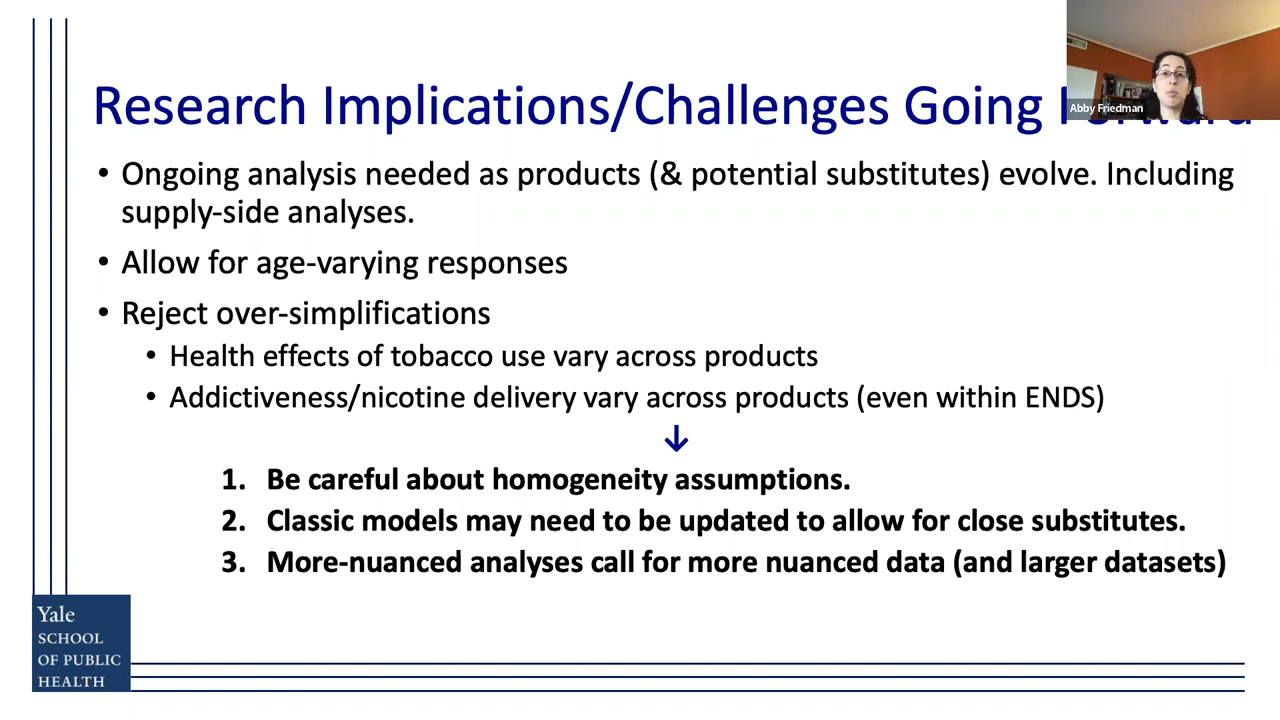 Research Implications/Challenges Going Forward
Abby Friedman
• Ongoing analysis needed as products (& potential substitutes) evolve. Including
supply-side analyses.
• Allow for age-varying responses
• Reject over-simplifications
• Health effects of tobacco use vary across products
• Addictiveness/nicotine delivery vary across products (even within ENDS)
↓
1. Be careful about homogeneity assumptions.
2. Classic models may need to be updated to allow for close substitutes.
3. More-nuanced analyses call for more nuanced data (and larger datasets)
Yale
SCHOOL
OF PUBLIC
HEALTH